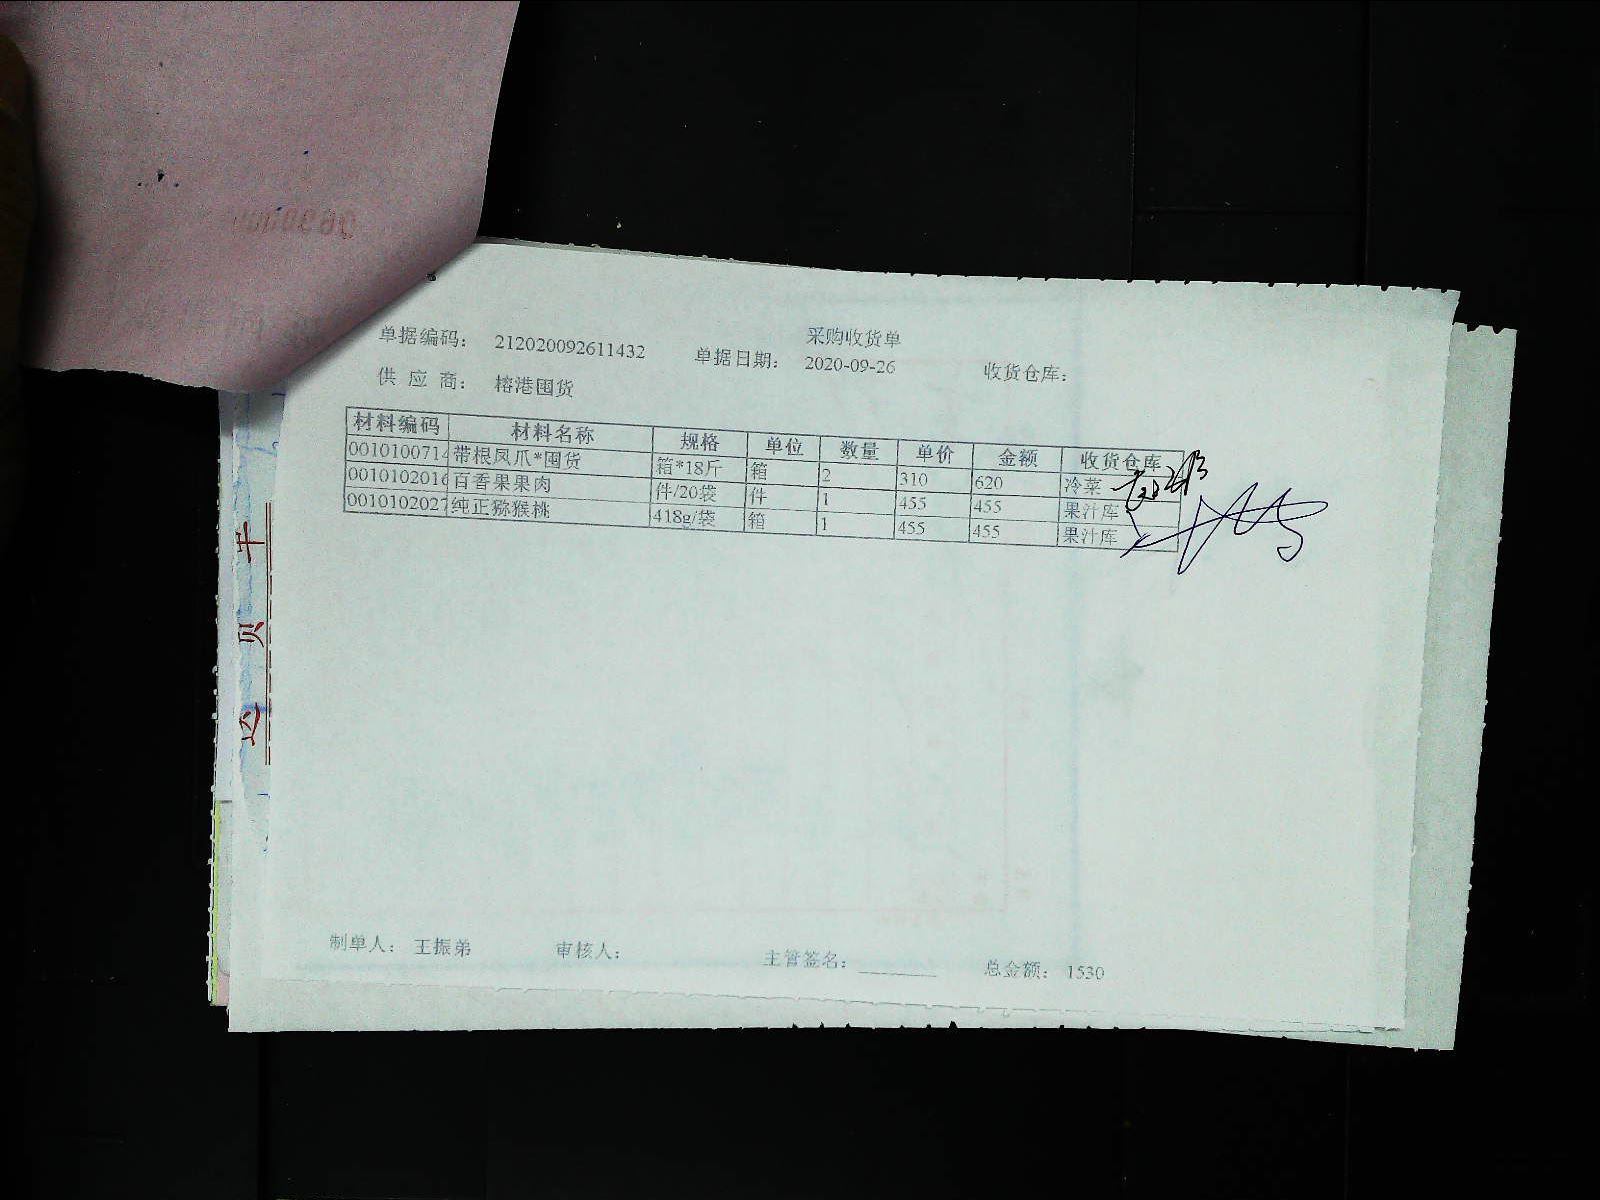 采购收货单
单据编码： 212020092611432 单据日期： 2020-09-26 收货仓库：
供 应 商： 榕港囤货
材料编码 材料名称 规格 单位 数量 单价 金额 收货仓库
0010100714 带根凤爪*囤货 箱*18斤 箱 2 310 620 冷菜
0010102016 百香果果肉 件/20袋 件 1 455 455 果汁库
0010102027 纯正猕猴桃 418g/袋 箱 1 455 455 果汁库
制单人： 王振弟 审核人： 主管签名： 总金额： 1530